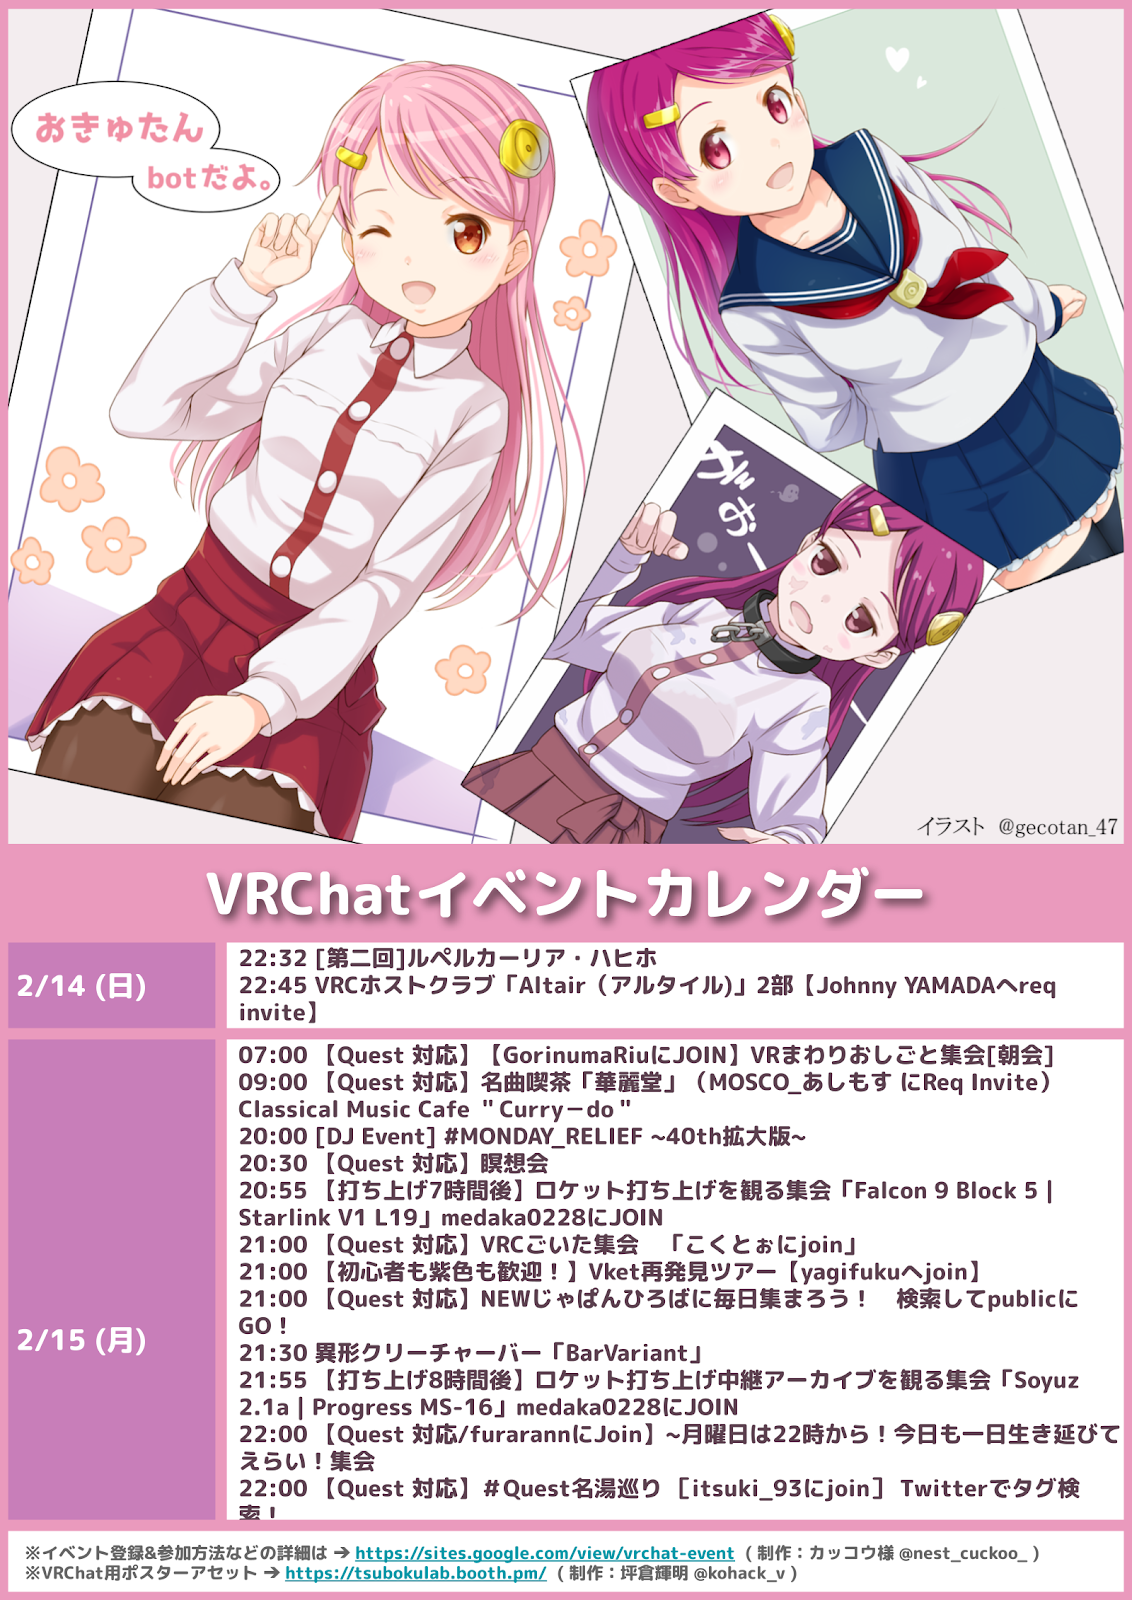 おきゅたん
botだよ。
がおー
イラスト @gecotan_47
VRChatイベントカレンダー
2/14 (日)
22:32 [第二回]ルペルカーリア・ハヒホ
22:45 VRCホストクラブ「Altair（アルタイル)」2部【Johnny YAMADAへreq
invite】
2/15 (月)
07:00 【Quest 対応】【GorinumaRiuにJOIN】VRまわりおしごと集会[朝会]
09:00 【Quest 対応】名曲喫茶「華麗堂」（MOSCO_あしもす にReq Invite）
Classical Music Cafe ＂Curry－do＂
20:00 [DJ Event] #MONDAY_RELIEF ~40th拡大版~
20:30 【Quest 対応】瞑想会
20:55 【打ち上げ7時間後】ロケット打ち上げを観る集会「Falcon 9 Block 5 |
Starlink V1 L19」medaka0228にJOIN
21:00 【Quest 対応】VRCごいた集会　「こくとぉにjoin」
21:00 【初心者も紫色も歓迎！】Vket再発見ツアー【yagifukuへjoin】
21:00 【Quest 対応】NEWじゃぱんひろばに毎日集まろう！　検索してpublicに
GO！
21:30 異形クリーチャーバー「BarVariant」
21:55 【打ち上げ8時間後】ロケット打ち上げ中継アーカイブを観る集会「Soyuz
2.1a | Progress MS-16」medaka0228にJOIN
22:00 【Quest 対応/furarannにJoin】~月曜日は22時から！今日も一日生き延びて
えらい！集会
22:00 【Quest 対応】＃Quest名湯巡り ［itsuki_93にjoin］ Twitterでタグ検
索！
※イベント登録&参加方法などの詳細は → https://sites.google.com/view/vrchat-event （ 制作：カッコウ様 @nest_cuckoo_ ）
※VRChat用ポスターアセット → https://tsubokulab.booth.pm/ （ 制作：坪倉輝明 @kohack_v ）